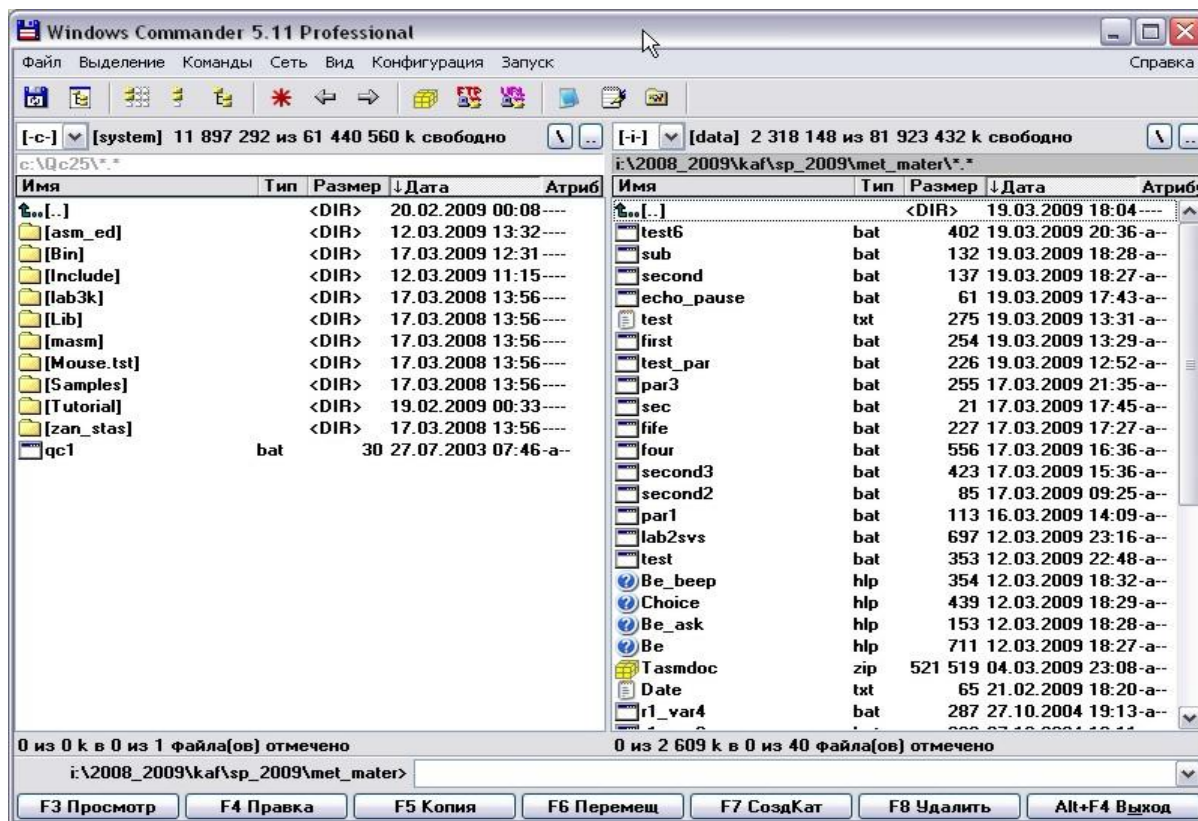 Windows Commander 5.11 Professional
Файл Выделение Команды Сеть Вид Конфигурация Запуск Справка
FTP
[-c-] [system] 11 897 292 из 61 440 560 k свободно \ ..
c:\Qc25\*.*
Имя Тип Размер ↓Дата Атриб
[..] <DIR> 20.02.2009 00:08 ----
[asm_ed] <DIR> 12.03.2009 13:32 ----
[Bin] <DIR> 17.03.2009 12:31 ----
[Include] <DIR> 12.03.2009 11:15 ----
[lab3k] <DIR> 17.03.2008 13:56 ----
[Lib] <DIR> 17.03.2008 13:56 ----
[masm] <DIR> 17.03.2008 13:56 ----
[Mouse.tst] <DIR> 17.03.2008 13:56 ----
[Samples] <DIR> 17.03.2008 13:56 ----
[Tutorial] <DIR> 19.02.2009 00:33 ----
[zan_stas] <DIR> 17.03.2008 13:56 ----
qc1 bat 30 27.07.2003 07:46 -a--
0 из 0 k в 0 из 1 файла(ов) отмечено
[-i-] [data] 2 318 148 из 81 923 432 k свободно \ ..
i:\2008_2009\kaf\sp_2009\met_mater\*.*
Имя Тип Размер ↓Дата Атрибу
[..] <DIR> 19.03.2009 18:04 ----
test6 bat 402 19.03.2009 20:36 -a--
sub bat 132 19.03.2009 18:28 -a--
second bat 137 19.03.2009 18:27 -a--
echo_pause bat 61 19.03.2009 17:43 -a--
test txt 275 19.03.2009 13:31 -a--
first bat 254 19.03.2009 13:29 -a--
test_par bat 226 19.03.2009 12:52 -a--
par3 bat 255 17.03.2009 21:35 -a--
sec bat 21 17.03.2009 17:45 -a--
fife bat 227 17.03.2009 17:27 -a--
four bat 556 17.03.2009 16:36 -a--
second3 bat 423 17.03.2009 15:36 -a--
second2 bat 85 17.03.2009 09:25 -a--
par1 bat 113 16.03.2009 14:09 -a--
lab2svs bat 697 12.03.2009 23:16 -a--
test bat 353 12.03.2009 22:48 -a--
Be_beep hlp 354 12.03.2009 18:32 -a--
Choice hlp 439 12.03.2009 18:29 -a--
Be_ask hlp 153 12.03.2009 18:28 -a--
Be hlp 711 12.03.2009 18:27 -a--
Tasmdoc zip 521 519 04.03.2009 23:08 -a--
Date txt 65 21.02.2009 18:20 -a--
r1_var4 bat 287 27.10.2004 19:13 -a--
0 из 2 609 k в 0 из 40 файла(ов) отмечено
i:\2008_2009\kaf\sp_2009\met_mater>
F3 Просмотр F4 Правка F5 Копия F6 Перемещ F7 СоздКат F8 Удалить Alt+F4 Выход